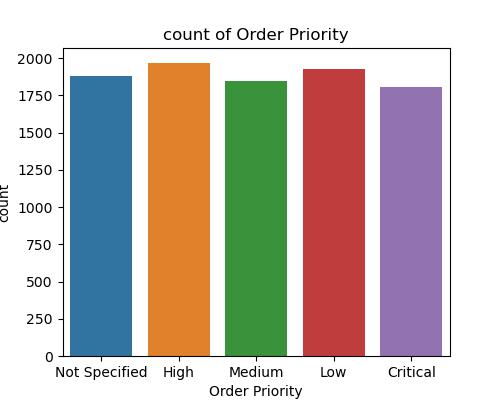 count of Order Priority
2000
1750
1500
1250
1000
750
500
250
0
count
Not Specified High Medium Low Critical
Order Priority